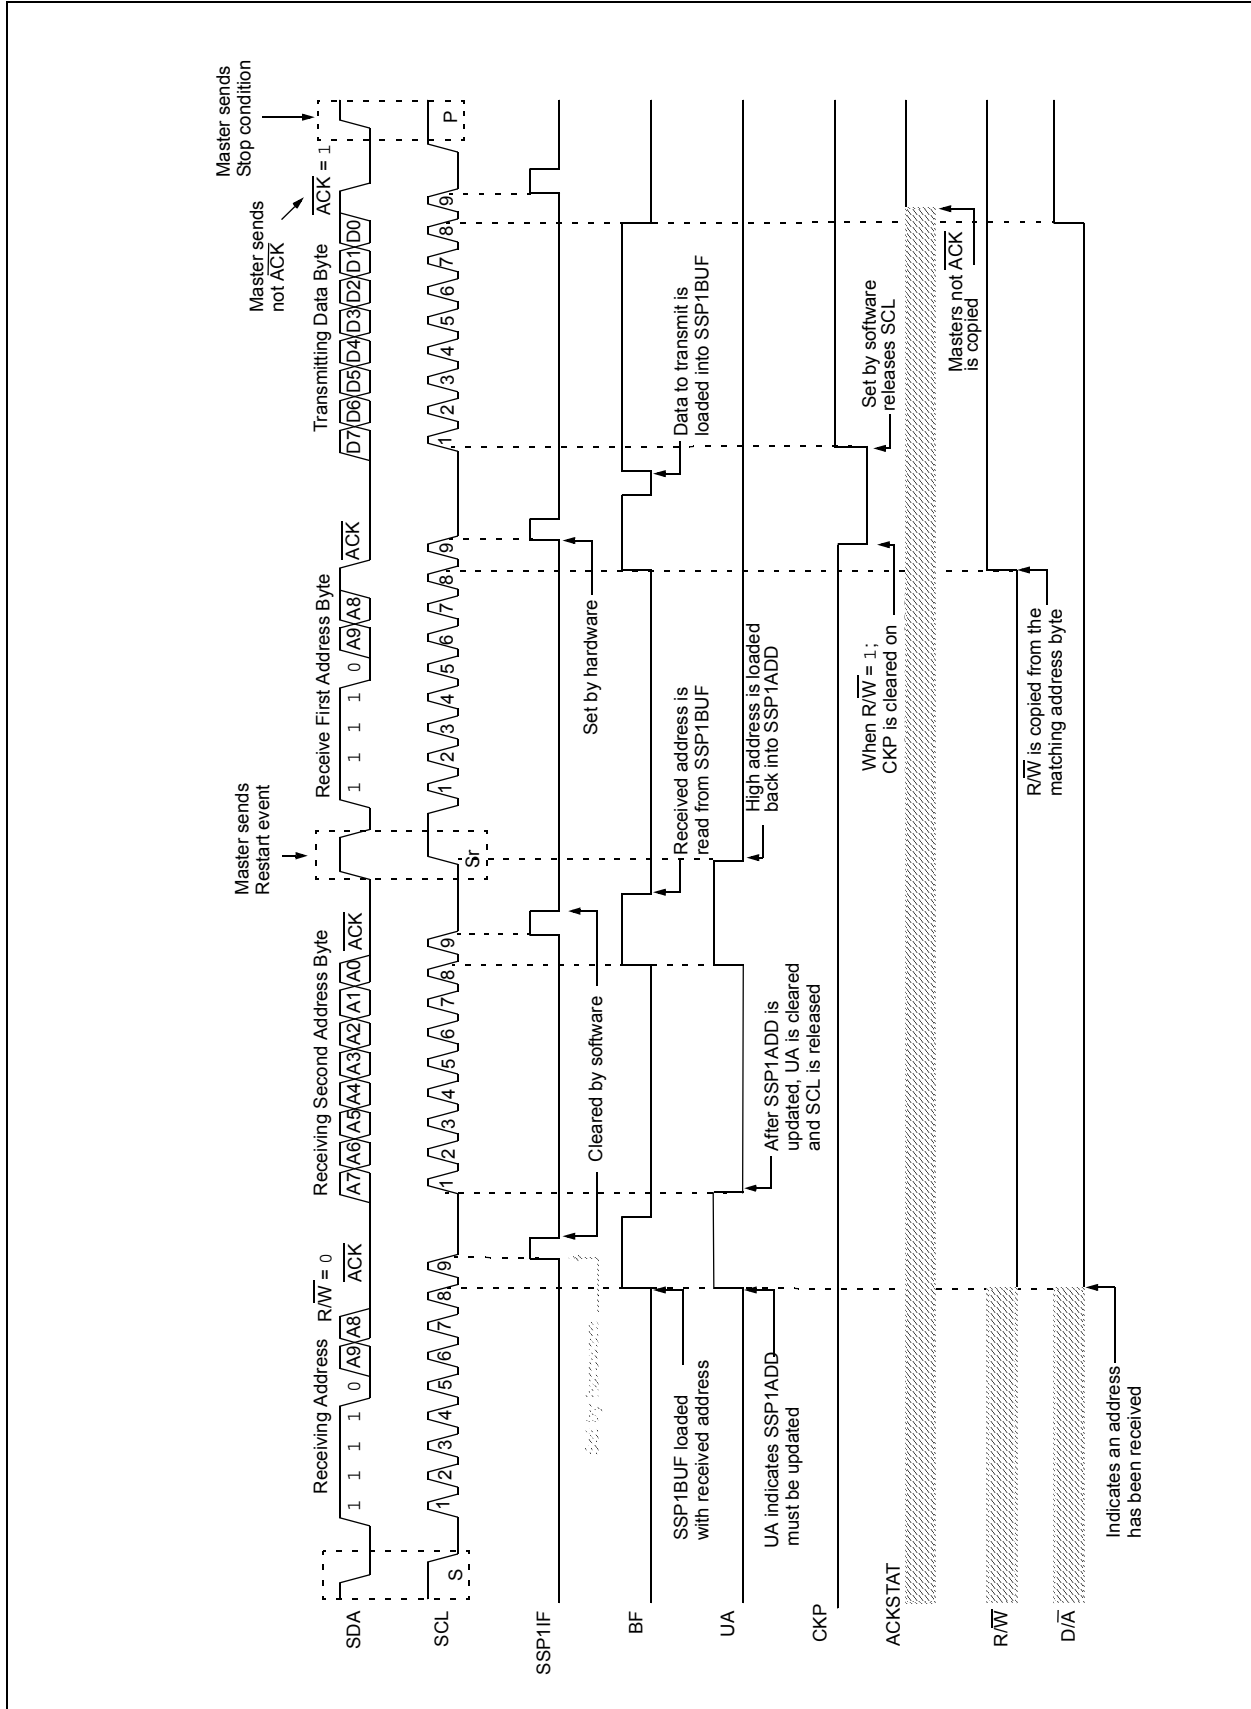 Master sends
Stop condition
Master sends
not ACK
Master sends
Restart event
Receiving Address
R/W = 0
Receiving Second Address Byte
Receive First Address Byte
Transmitting Data Byte
ACK = 1
SDA
1 1 1 1 0 A9 A8
ACK
A7 A6 A5 A4 A3 A2 A1 A0
ACK
1 1 1 1 0 A9 A8
ACK
D7 D6 D5 D4 D3 D2 D1 D0
SCL
S
1 2 3 4 5 6 7 8 9
1 2 3 4 5 6 7 8 9
Sr
1 2 3 4 5 6 7 8 9
1 2 3 4 5 6 7 8 9
P
SSP1IF
Set by hardware
Cleared by software
Set by hardware
BF
SSP1BUF loaded
with received address
Received address is
read from SSP1BUF
Data to transmit is
loaded into SSP1BUF
UA
UA indicates SSP1ADD
must be updated
After SSP1ADD is
updated, UA is cleared
and SCL is released
High address is loaded
back into SSP1ADD
CKP
When R/W = 1;
CKP is cleared on
Set by software
releases SCL
ACKSTAT
Masters not ACK
is copied
R/W
R/W is copied from the
matching address byte
D/A
Indicates an address
has been received